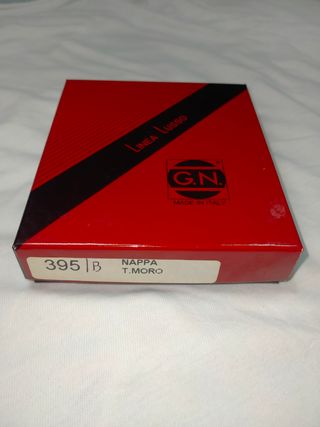 LINEA LUSSO
G.N.
MADE IN ITALY
395/B NAPPA
T.MORO